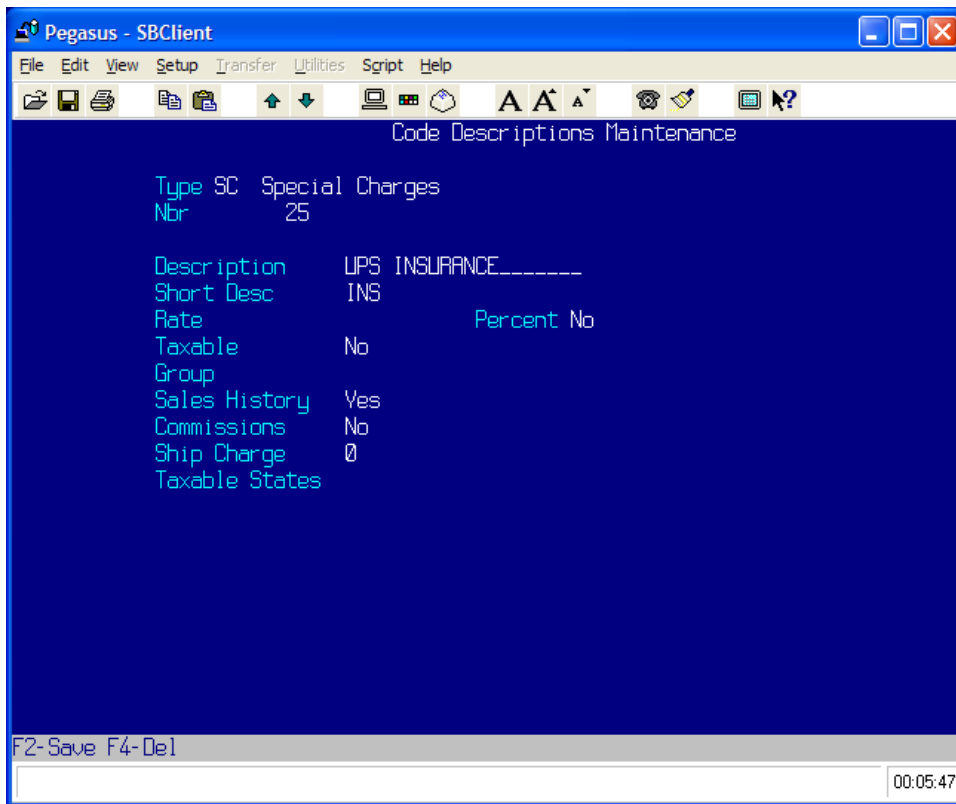 Pegasus - SBClient
File Edit View Setup Transfer Utilities Script Help
A A A
Code Descriptions Maintenance
Type SC Special Charges
Nbr 25
Description UPS INSURANCE_______
Short Desc INS
Rate Percent No
Taxable No
Group
Sales History Yes
Commissions No
Ship Charge 0
Taxable States
F2-Save F4-Del
00:05:47